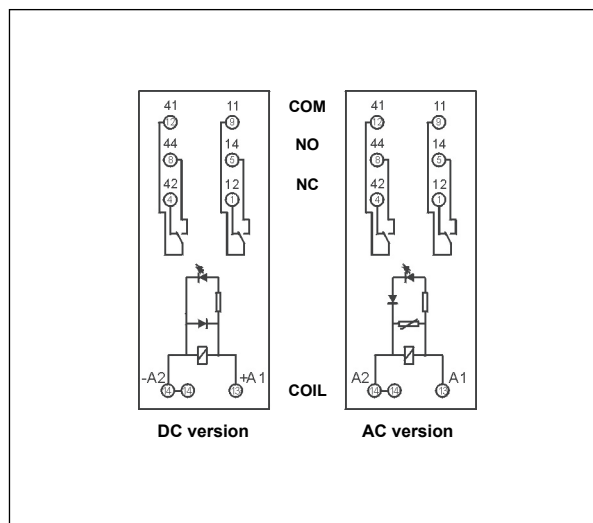 41 11 COM 41 11
12 9 12 9
44 14 NO 44 14
8 5 8 5
42 12 NC 42 12
4 1 4 1
-A2 +A1 A2 A1
14 14 13 COIL 14 14 13
DC version AC version